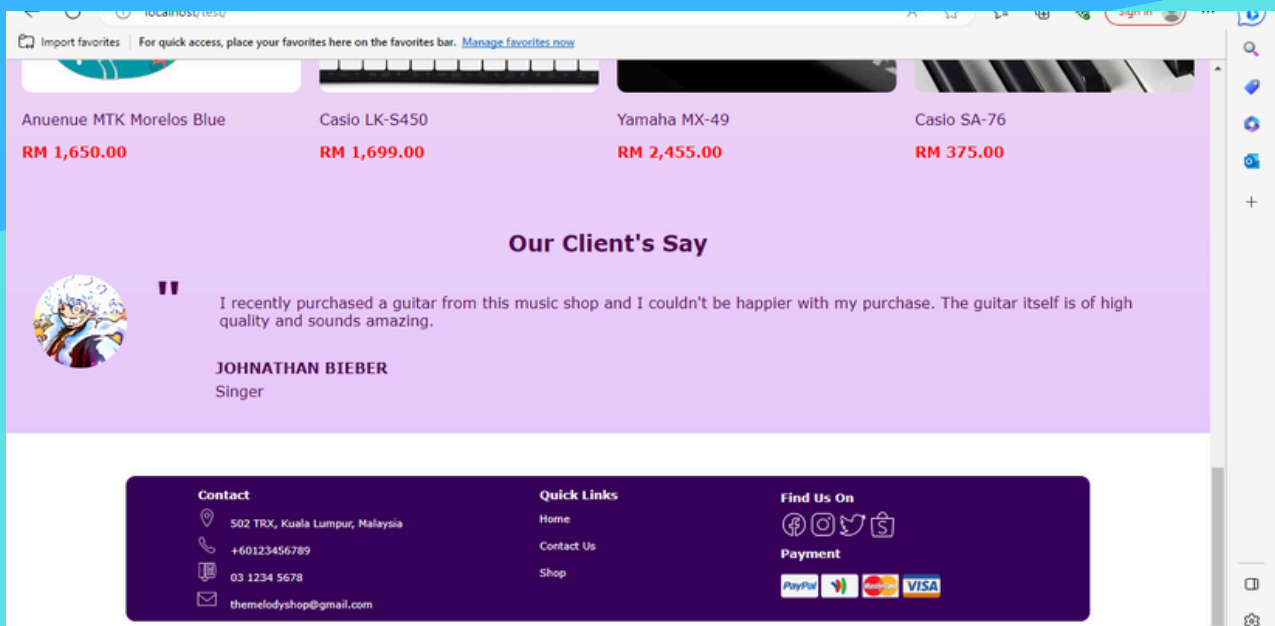 localhost/test/
Sign in
Import favorites For quick access, place your favorites here on the favorites bar. Manage favorites now
Anuenue MTK Morelos Blue Casio LK-S450 Yamaha MX-49 Casio SA-76
RM 1,650.00 RM 1,699.00 RM 2,455.00 RM 375.00
Our Client's Say
"
I recently purchased a guitar from this music shop and I couldn't be happier with my purchase. The guitar itself is of high
quality and sounds amazing.
JOHNATHAN BIEBER
Singer
Contact
502 TRX, Kuala Lumpur, Malaysia
+60123456789
03 1234 5678
themelodyshop@gmail.com
Quick Links
Home
Contact Us
Shop
Find Us On
Payment
PayPal MasterCard VISA